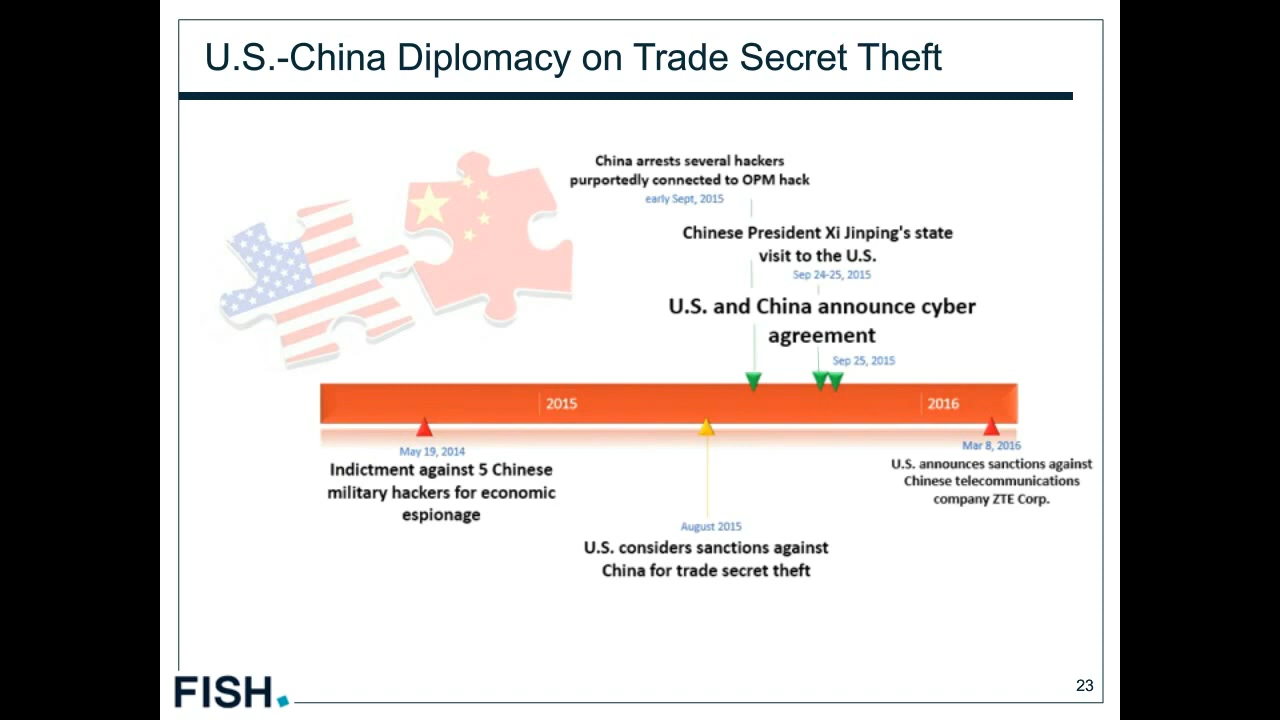 U.S.-China Diplomacy on Trade Secret Theft
China arrests several hackers
purportedly connected to OPM hack
early Sept, 2015
Chinese President Xi Jinping's state
visit to the U.S.
Sep 24-25, 2015
U.S. and China announce cyber
agreement
Sep 25, 2015
2015
2016
May 19, 2014
Indictment against 5 Chinese
military hackers for economic
espionage
Mar 8, 2016
U.S. announces sanctions against
Chinese telecommunications
company ZTE Corp.
August 2015
U.S. considers sanctions against
China for trade secret theft
FISH.
23